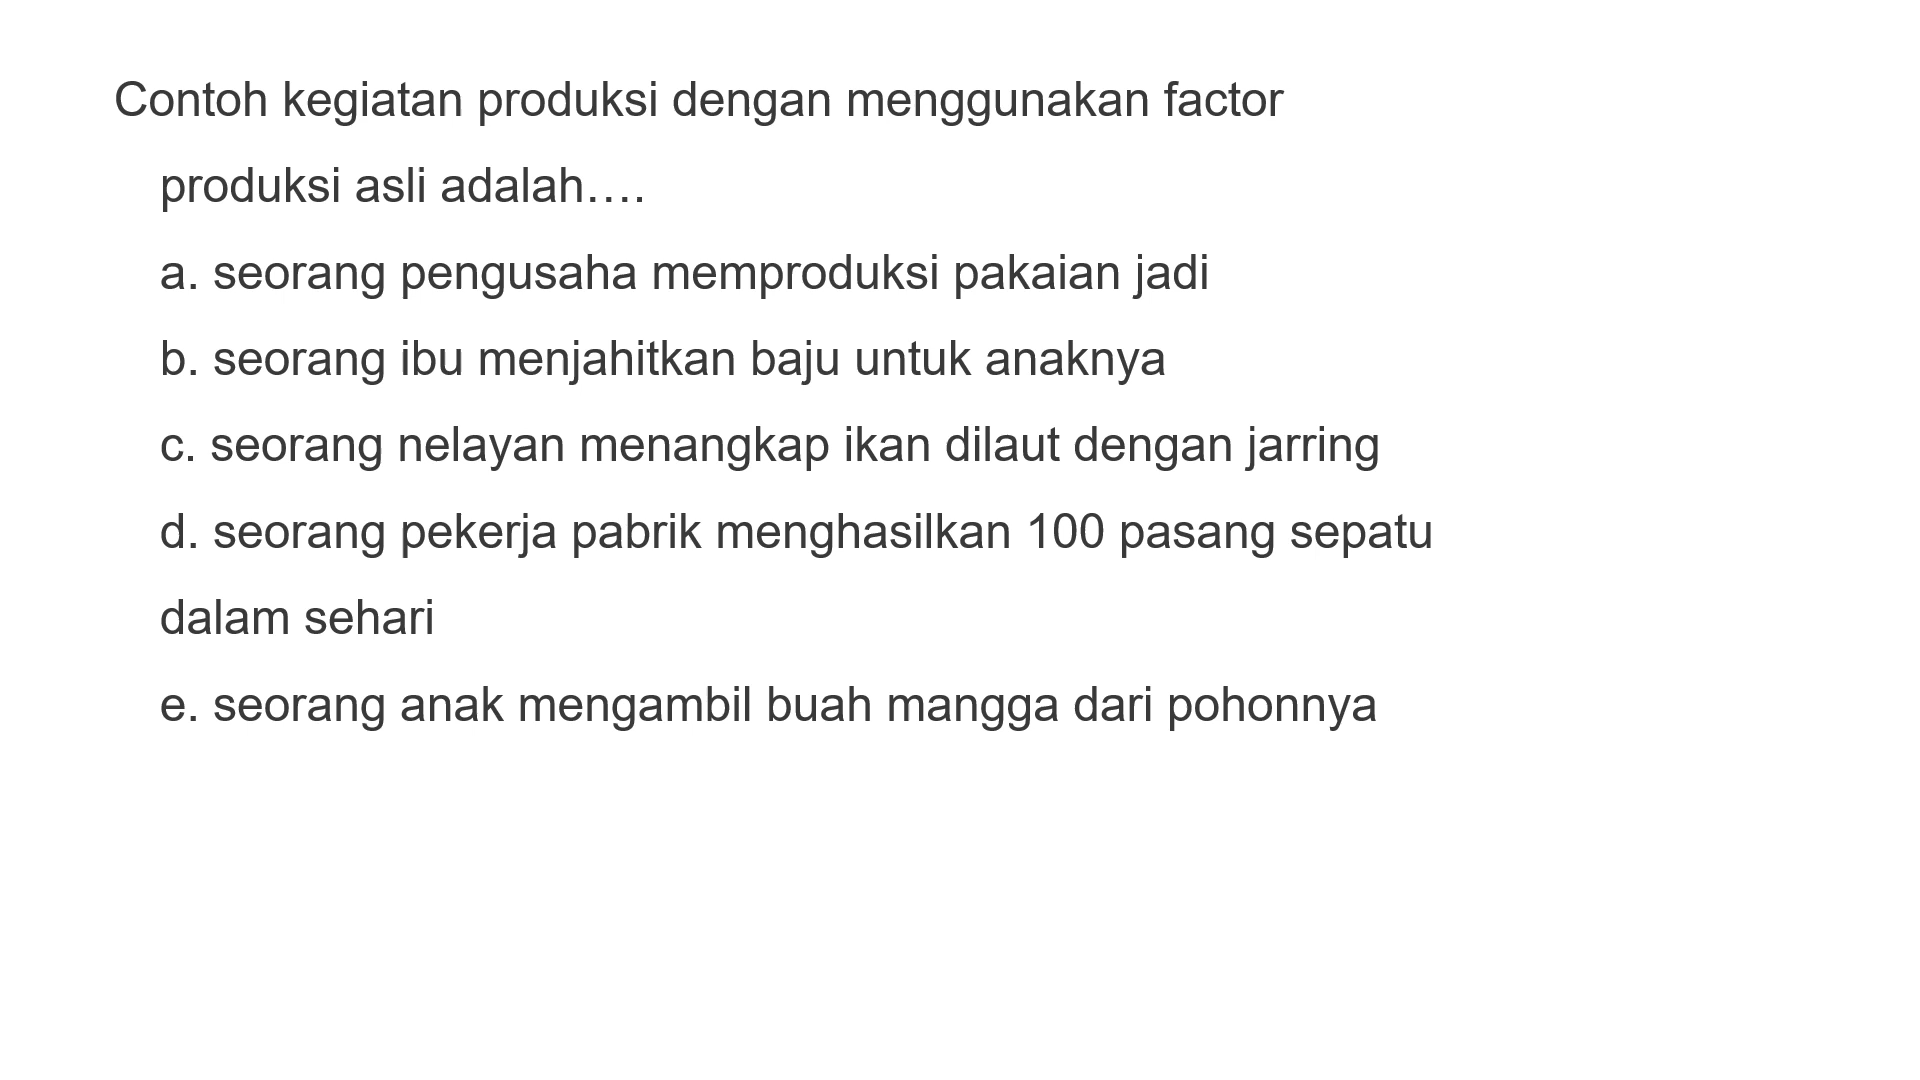 Contoh kegiatan produksi dengan menggunakan factor
produksi asli adalah….
a. seorang pengusaha memproduksi pakaian jadi
b. seorang ibu menjahitkan baju untuk anaknya
c. seorang nelayan menangkap ikan dilaut dengan jarring
d. seorang pekerja pabrik menghasilkan 100 pasang sepatu
dalam sehari
e. seorang anak mengambil buah mangga dari pohonnya